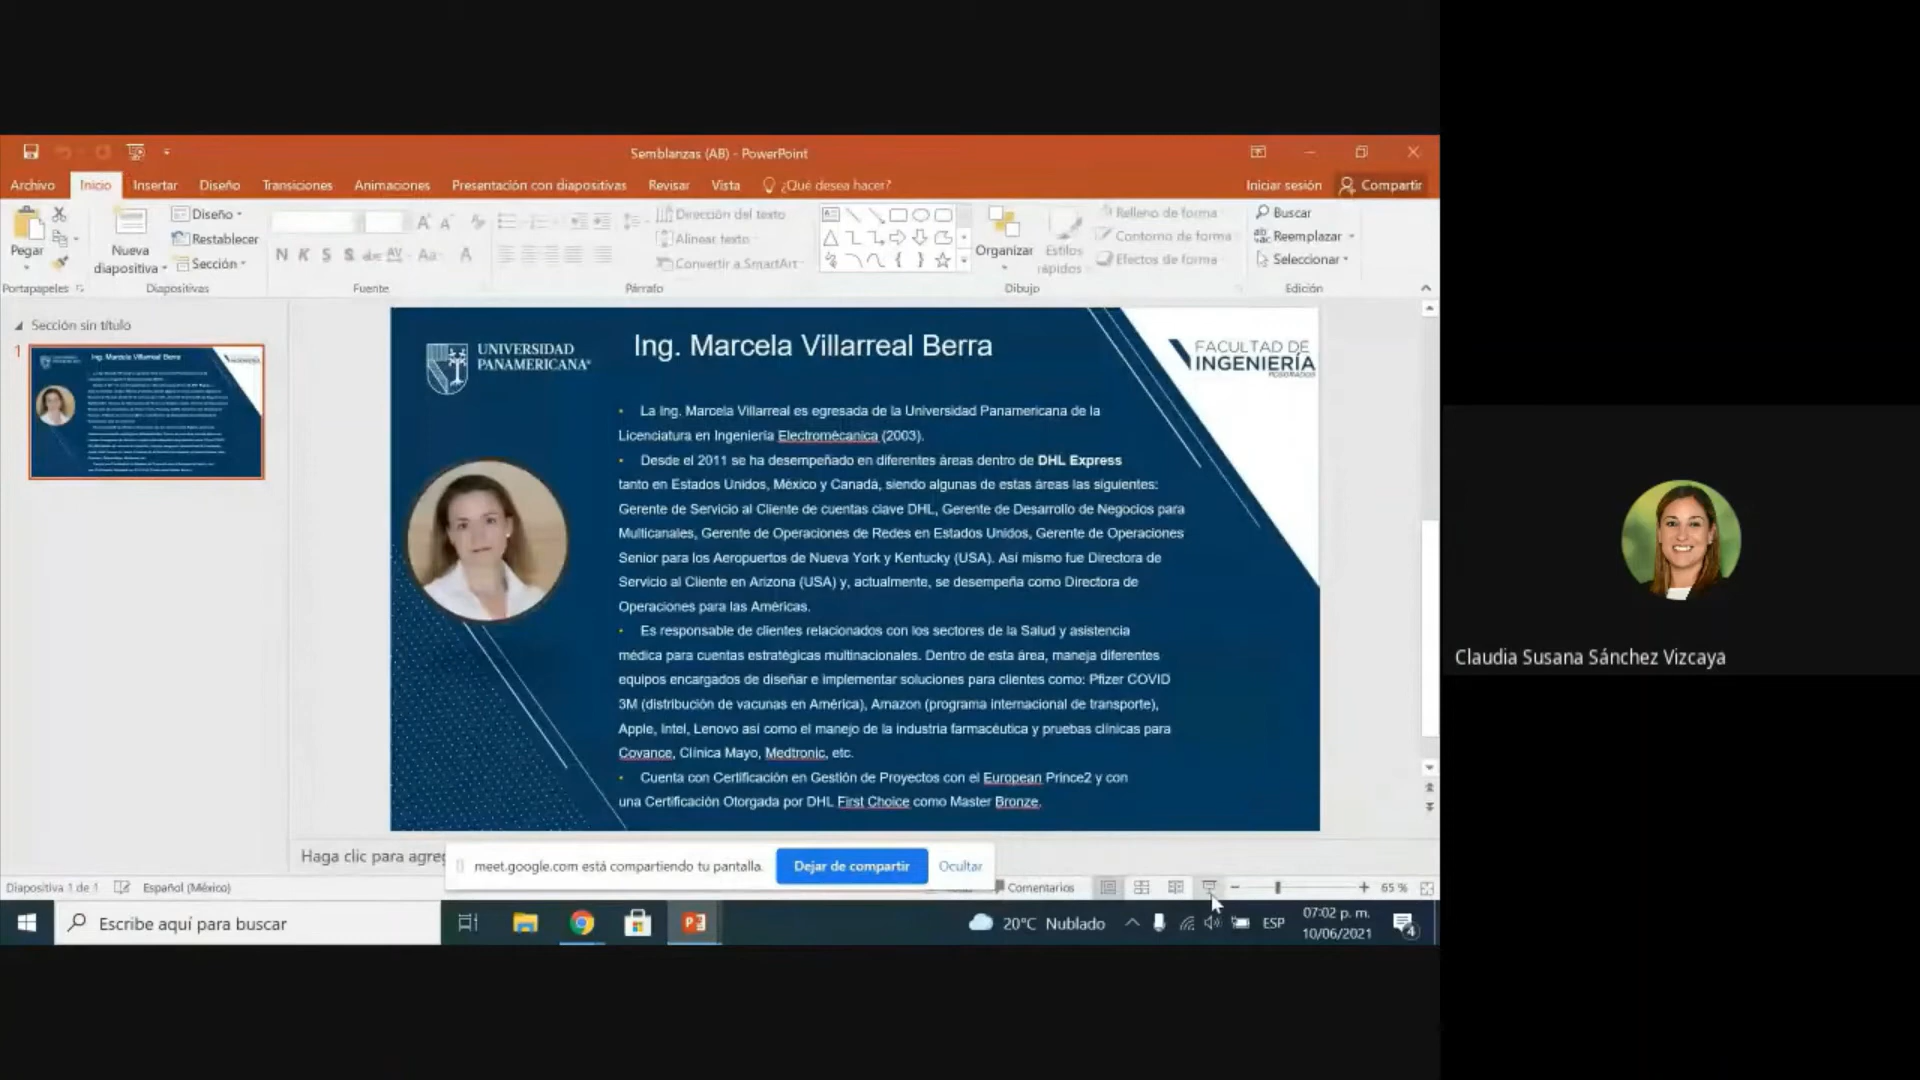 Semblanzas (AB) - PowerPoint
Archivo Inicio Insertar Diseño Transiciones Animaciones Presentación con diapositivas Revisar Vista ¿Qué desea hacer? Iniciar sesión Compartir
Pegar
Nueva diapositiva
Diseño
Restablecer
Sección
N K S S abc AV Aa A
Dirección del texto
Alinear texto
Convertir a SmartArt
Organizar
Estilos rápidos
Relleno de forma
Contorno de forma
Efectos de forma
Buscar
Reemplazar
Seleccionar
Portapapeles Diapositivas Fuente Párrafo Dibujo Edición
Sección sin título
1
Ing. Marcela Villarreal Berra
UNIVERSIDAD
PANAMERICANA
Ing. Marcela Villarreal Berra
FACULTAD DE
INGENIERÍA
POSGRADOS
• La Ing. Marcela Villarreal es egresada de la Universidad Panamericana de la
Licenciatura en Ingeniería Electromécanica (2003).
• Desde el 2011 se ha desempeñado en diferentes áreas dentro de DHL Express
tanto en Estados Unidos, México y Canadá, siendo algunas de estas áreas las siguientes:
Gerente de Servicio al Cliente de cuentas clave DHL, Gerente de Desarrollo de Negocios para
Multicanales, Gerente de Operaciones de Redes en Estados Unidos, Gerente de Operaciones
Senior para los Aeropuertos de Nueva York y Kentucky (USA). Así mismo fue Directora de
Servicio al Cliente en Arizona (USA) y, actualmente, se desempeña como Directora de
Operaciones para las Américas.
• Es responsable de clientes relacionados con los sectores de la Salud y asistencia
médica para cuentas estratégicas multinacionales. Dentro de esta área, maneja diferentes
equipos encargados de diseñar e implementar soluciones para clientes como: Pfizer COVID
3M (distribución de vacunas en América), Amazon (programa internacional de transporte),
Apple, Intel, Lenovo así como el manejo de la industria farmacéutica y pruebas clínicas para
Covance, Clínica Mayo, Medtronic, etc.
• Cuenta con Certificación en Gestión de Proyectos con el European Prince2 y con
una Certificación Otorgada por DHL First Choice como Master Bronze.
Claudia Susana Sánchez Vizcaya
Haga clic para agre
meet.google.com está compartiendo tu pantalla. Dejar de compartir Ocultar
Diapositiva 1 de 1 Español (México) Comentarios 65 %
Escribe aquí para buscar
20°C Nublado ESP
07:02 p. m.
10/06/2021
4